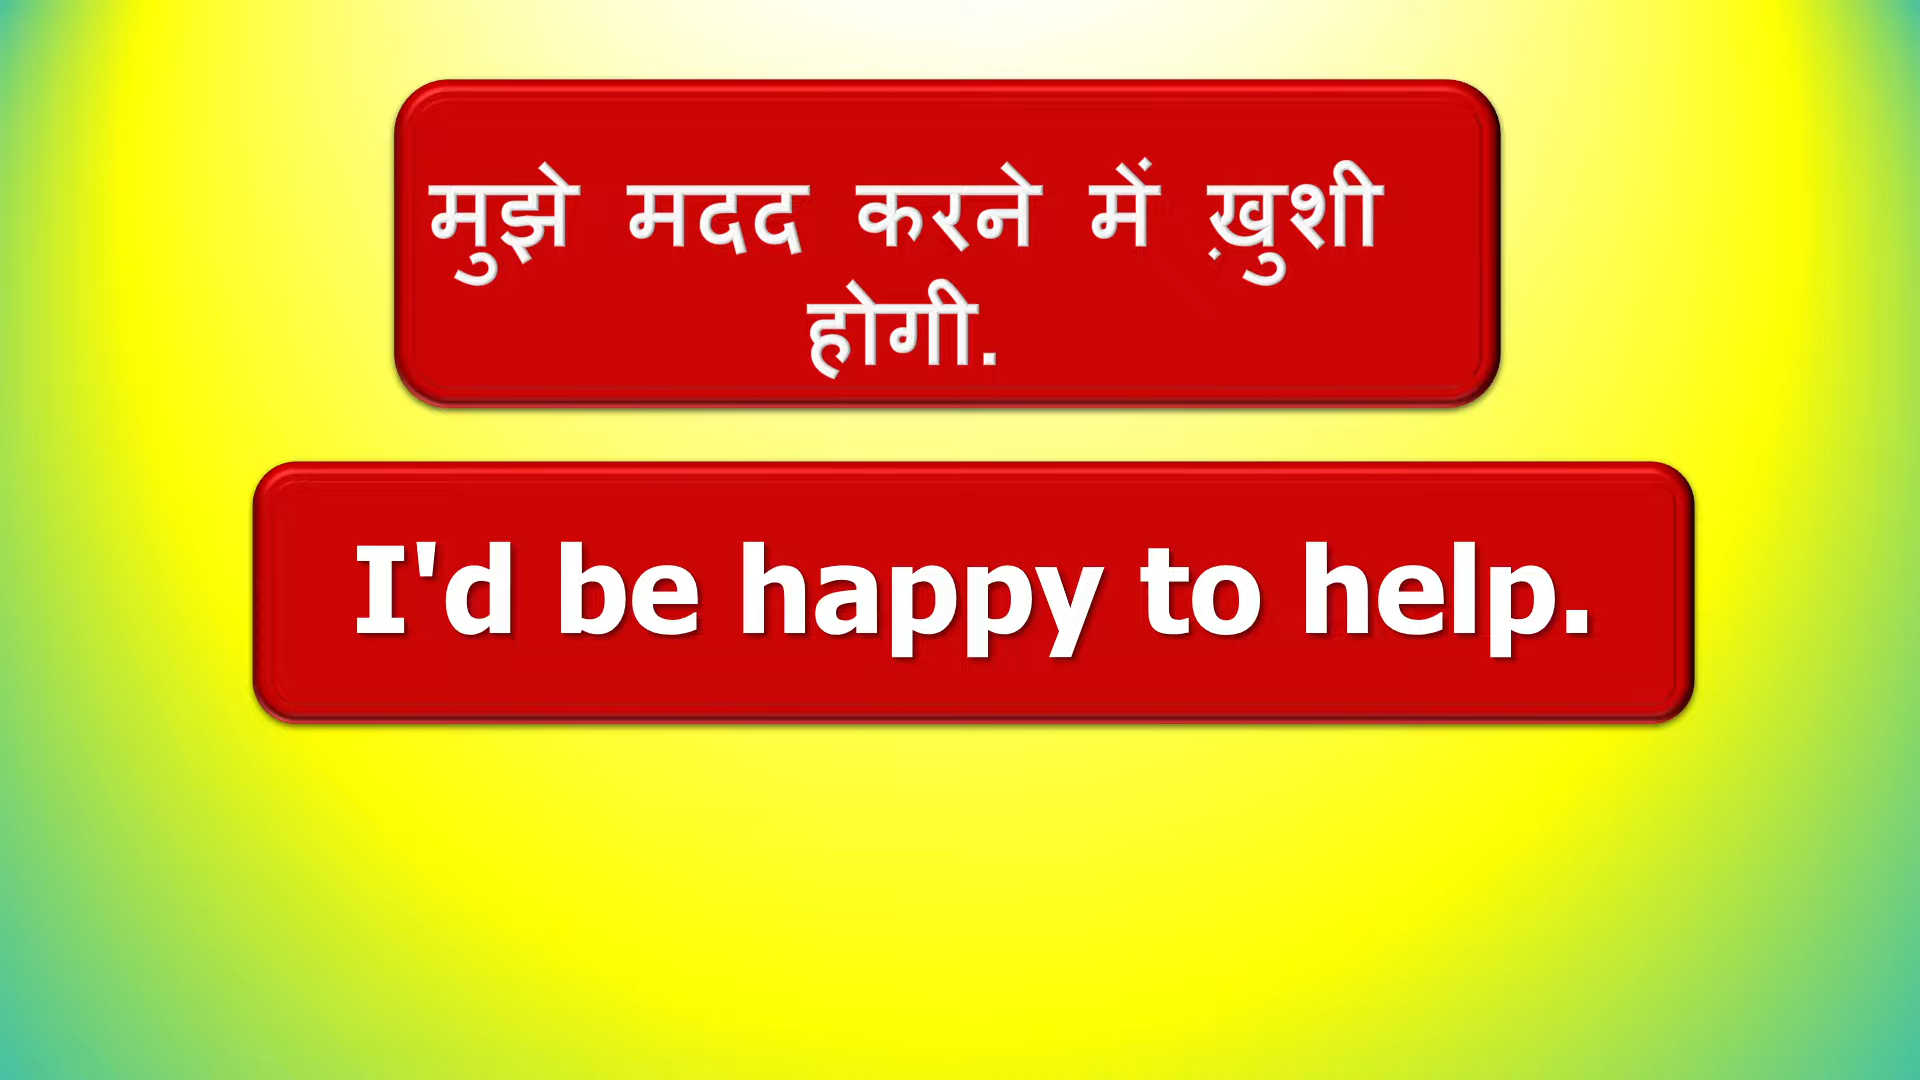 मुझे मदद करने में ख़ुशी
होगी.
I'd be happy to help.